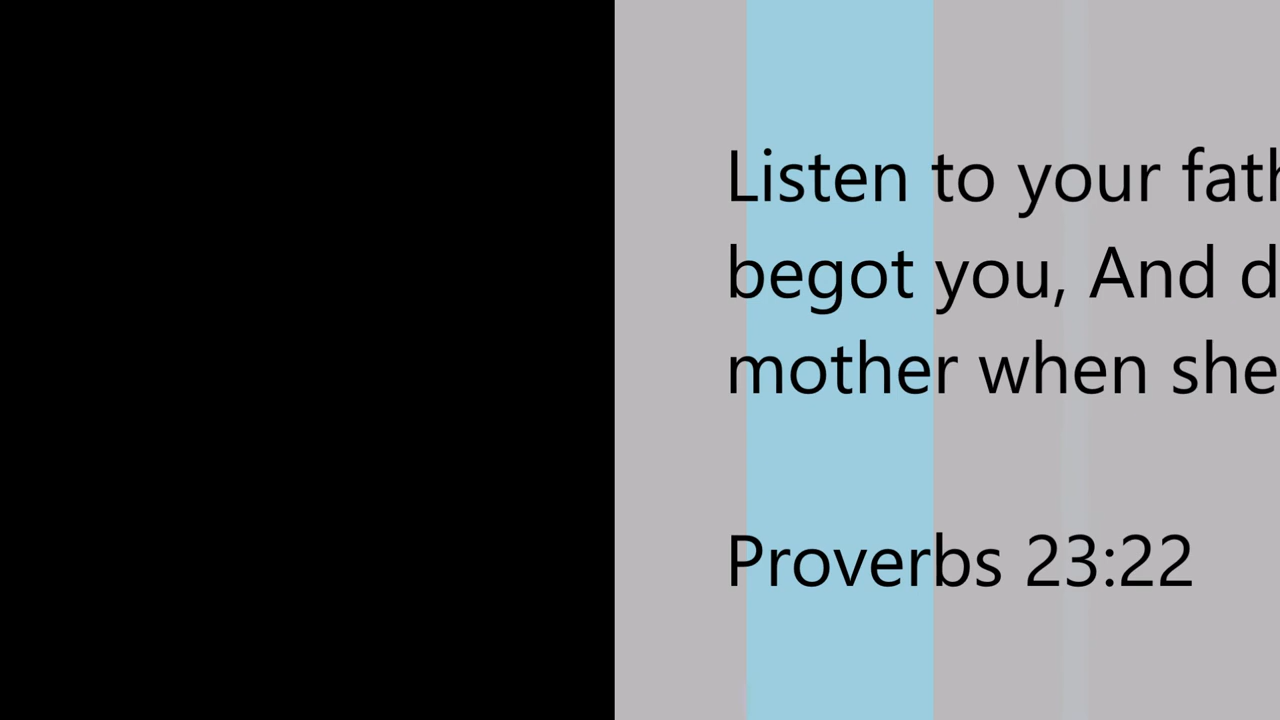 Listen to your fath
begot you, And d
mother when she
Proverbs 23:22